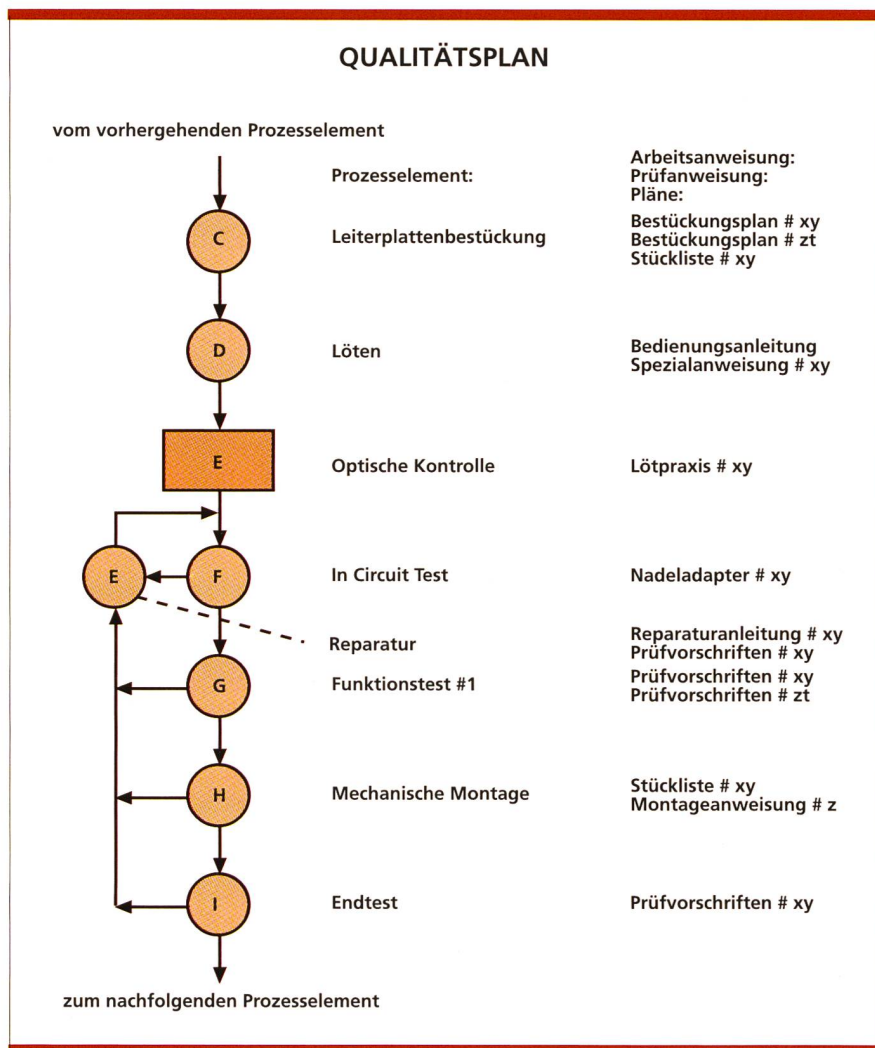 QUALITÄTSPLAN
vom vorhergehenden Prozesselement
Prozesselement:
Arbeitsanweisung:
Prüfanweisung:
Pläne:
C
Leiterplattenbestückung
Bestückungsplan # xy
Bestückungsplan # zt
Stückliste # xy
D
Löten
Bedienungsanleitung
Spezialanweisung # xy
E
Optische Kontrolle
Lötpraxis # xy
E
F
In Circuit Test
Nadeladapter # xy
Reparatur
Reparaturanleitung # xy
Prüfvorschriften # xy
G
Funktionstest #1
Prüfvorschriften # xy
Prüfvorschriften # zt
H
Mechanische Montage
Stückliste # xy
Montageanweisung # z
I
Endtest
Prüfvorschriften # xy
zum nachfolgenden Prozesselement